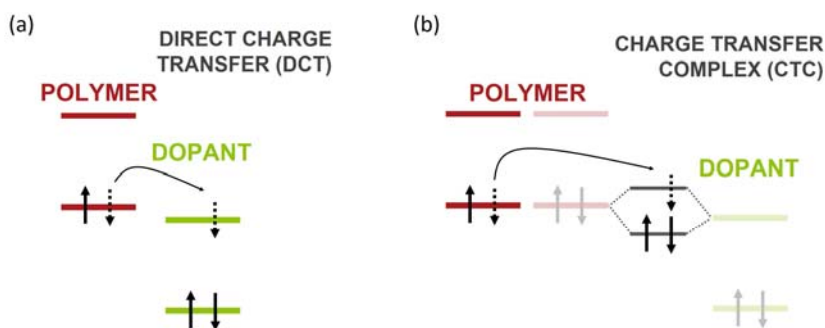 (a)
DIRECT CHARGE
TRANSFER (DCT)
POLYMER
DOPANT
(b)
CHARGE TRANSFER
COMPLEX (CTC)
POLYMER
DOPANT